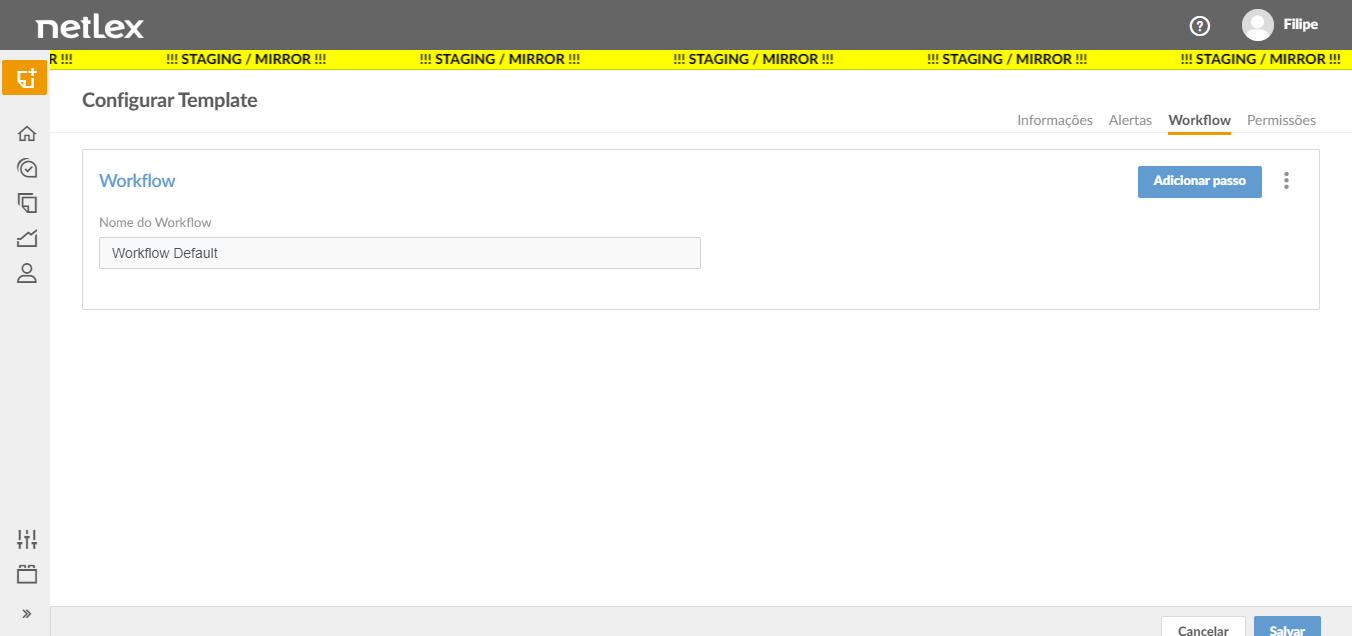 netlex
?
Filipe
R !!! !!! STAGING / MIRROR !!! !!! STAGING / MIRROR !!! !!! STAGING / MIRROR !!! !!! STAGING / MIRROR !!! !!! STAGING / MIRROR !!!
Configurar Template
Informações Alertas Workflow Permissões
Workflow
Adicionar passo
Nome do Workflow
Workflow Default
Cancelar Salvar